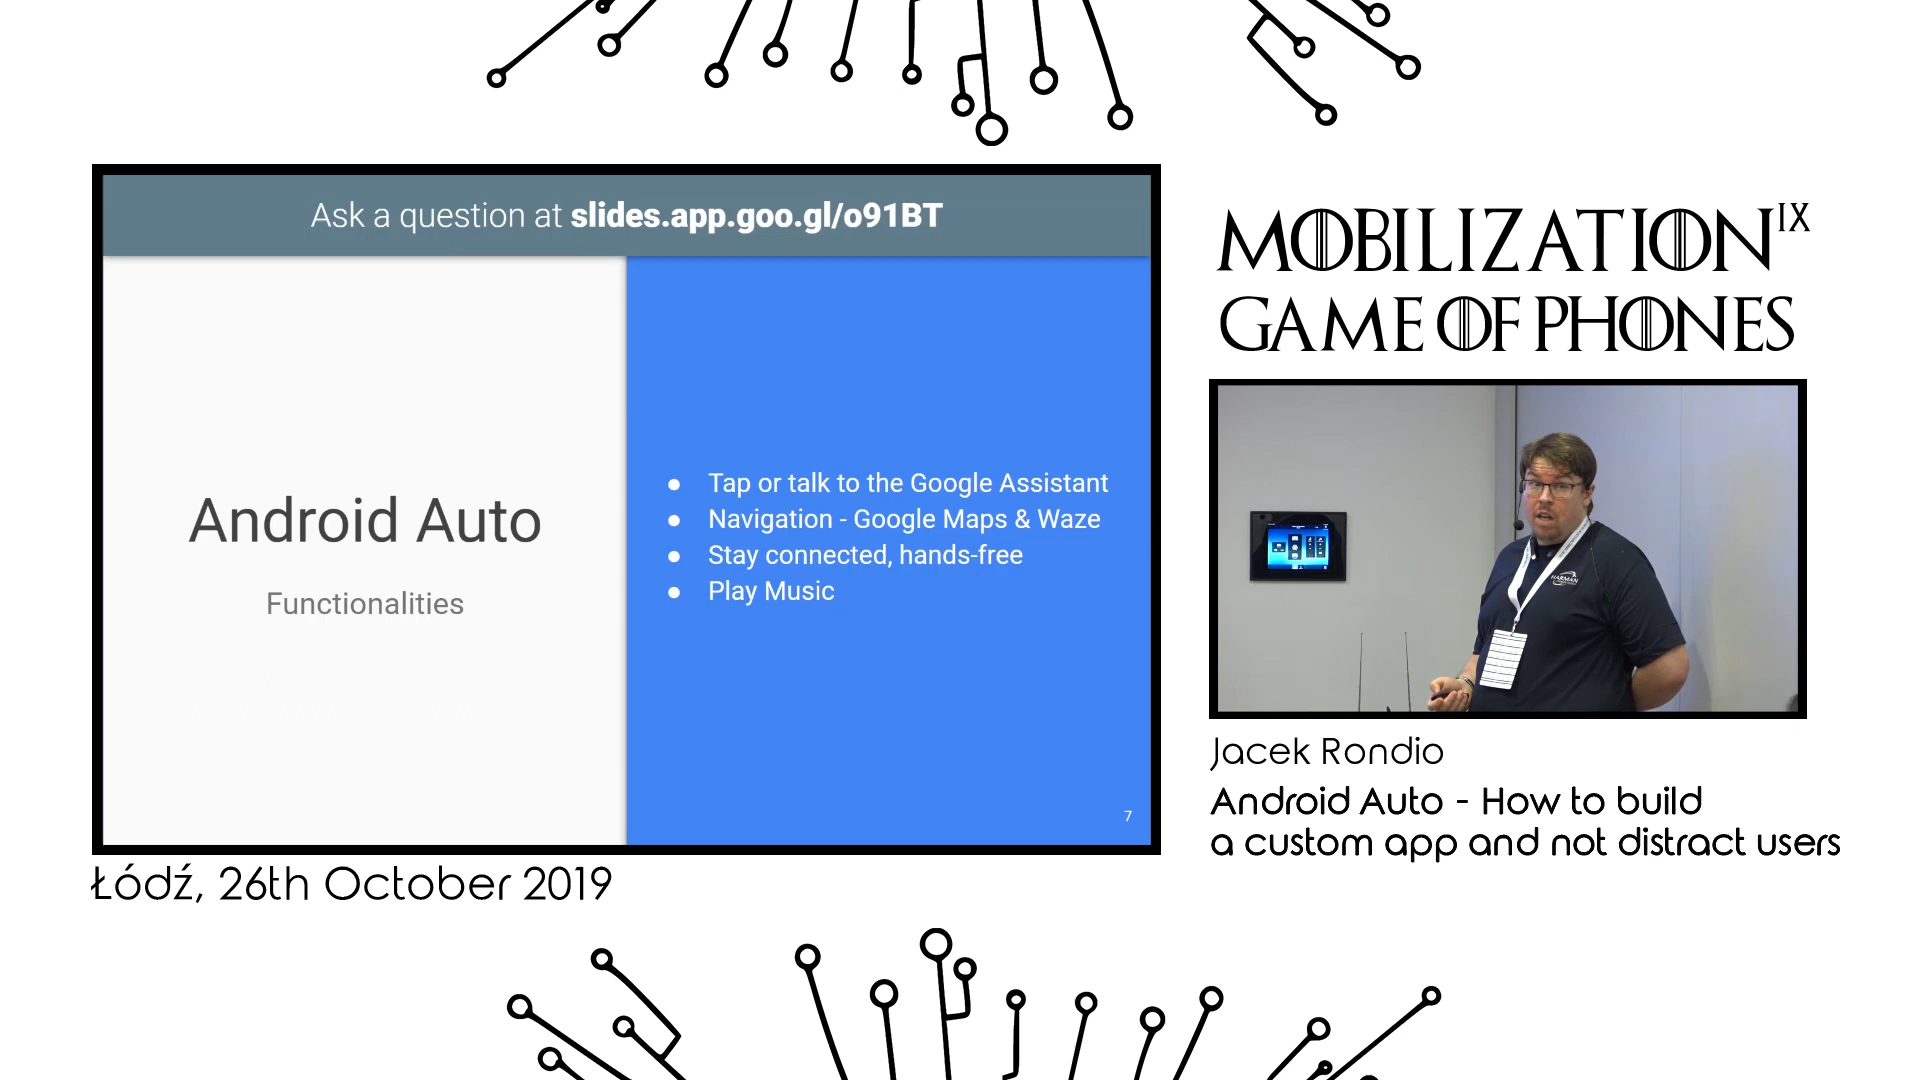 Ask a question at slides.app.goo.gl/o91BT
Android Auto
Functionalities
● Tap or talk to the Google Assistant
● Navigation - Google Maps & Waze
● Stay connected, hands-free
● Play Music
7
Łódź, 26th October 2019
MOBILIZATION IX
GAME OF PHONES
HARMAN
Jacek Rondio
Android Auto - How to build
a custom app and not distract users